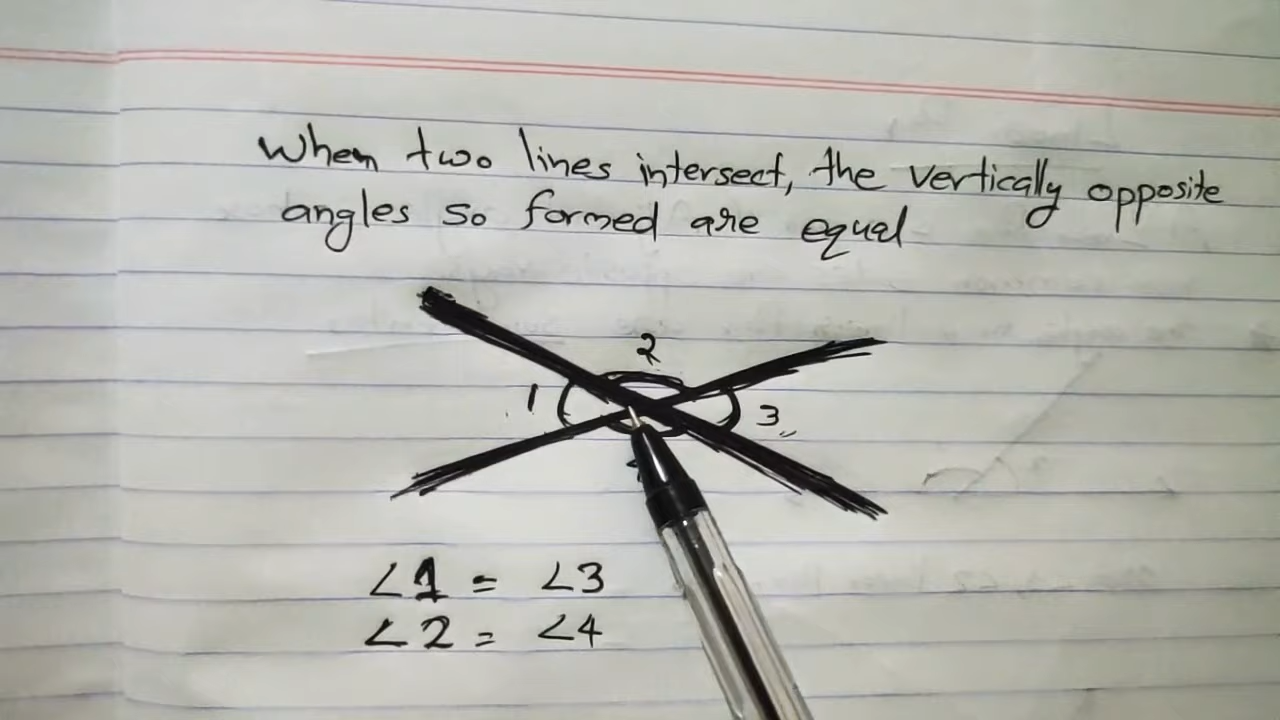 When two lines intersect, the vertically opposite
angles so formed are equal
2
1
3
∠1 = ∠3
∠2 = ∠4